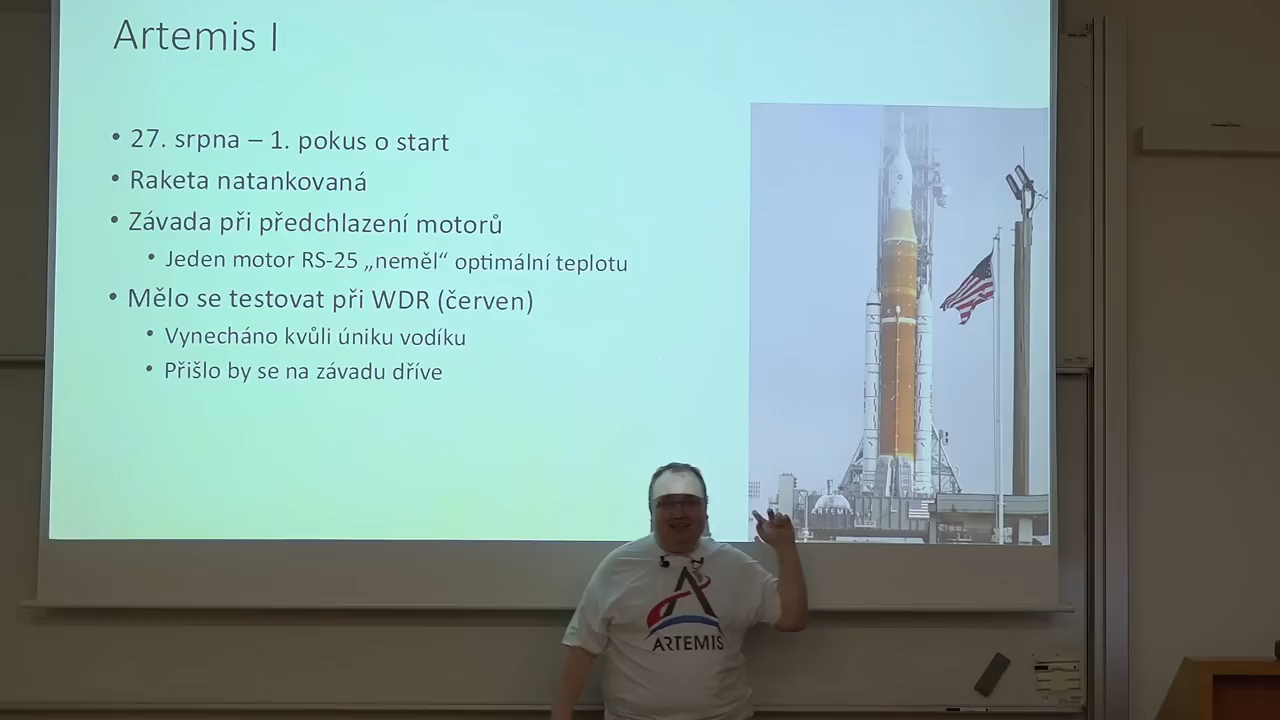 Artemis I
• 27. srpna – 1. pokus o start
• Raketa natankovaná
• Závada při předchlazení motorů
• Jeden motor RS-25 „neměl“ optimální teplotu
• Mělo se testovat při WDR (červen)
• Vynecháno kvůli úniku vodíku
• Přišlo by se na závadu dříve
ARTEMIS
ARTEMIS